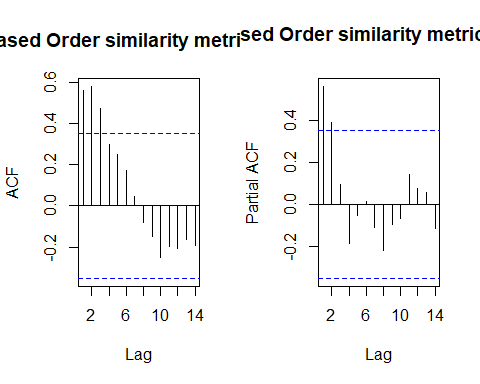 ased Order similarity metri
sed Order similarity metric
ACF
0.6
0.4
0.2
0.0
-0.2
2
6
10
14
Lag
Partial ACF
0.4
0.2
0.0
-0.2
2
6
10
14
Lag